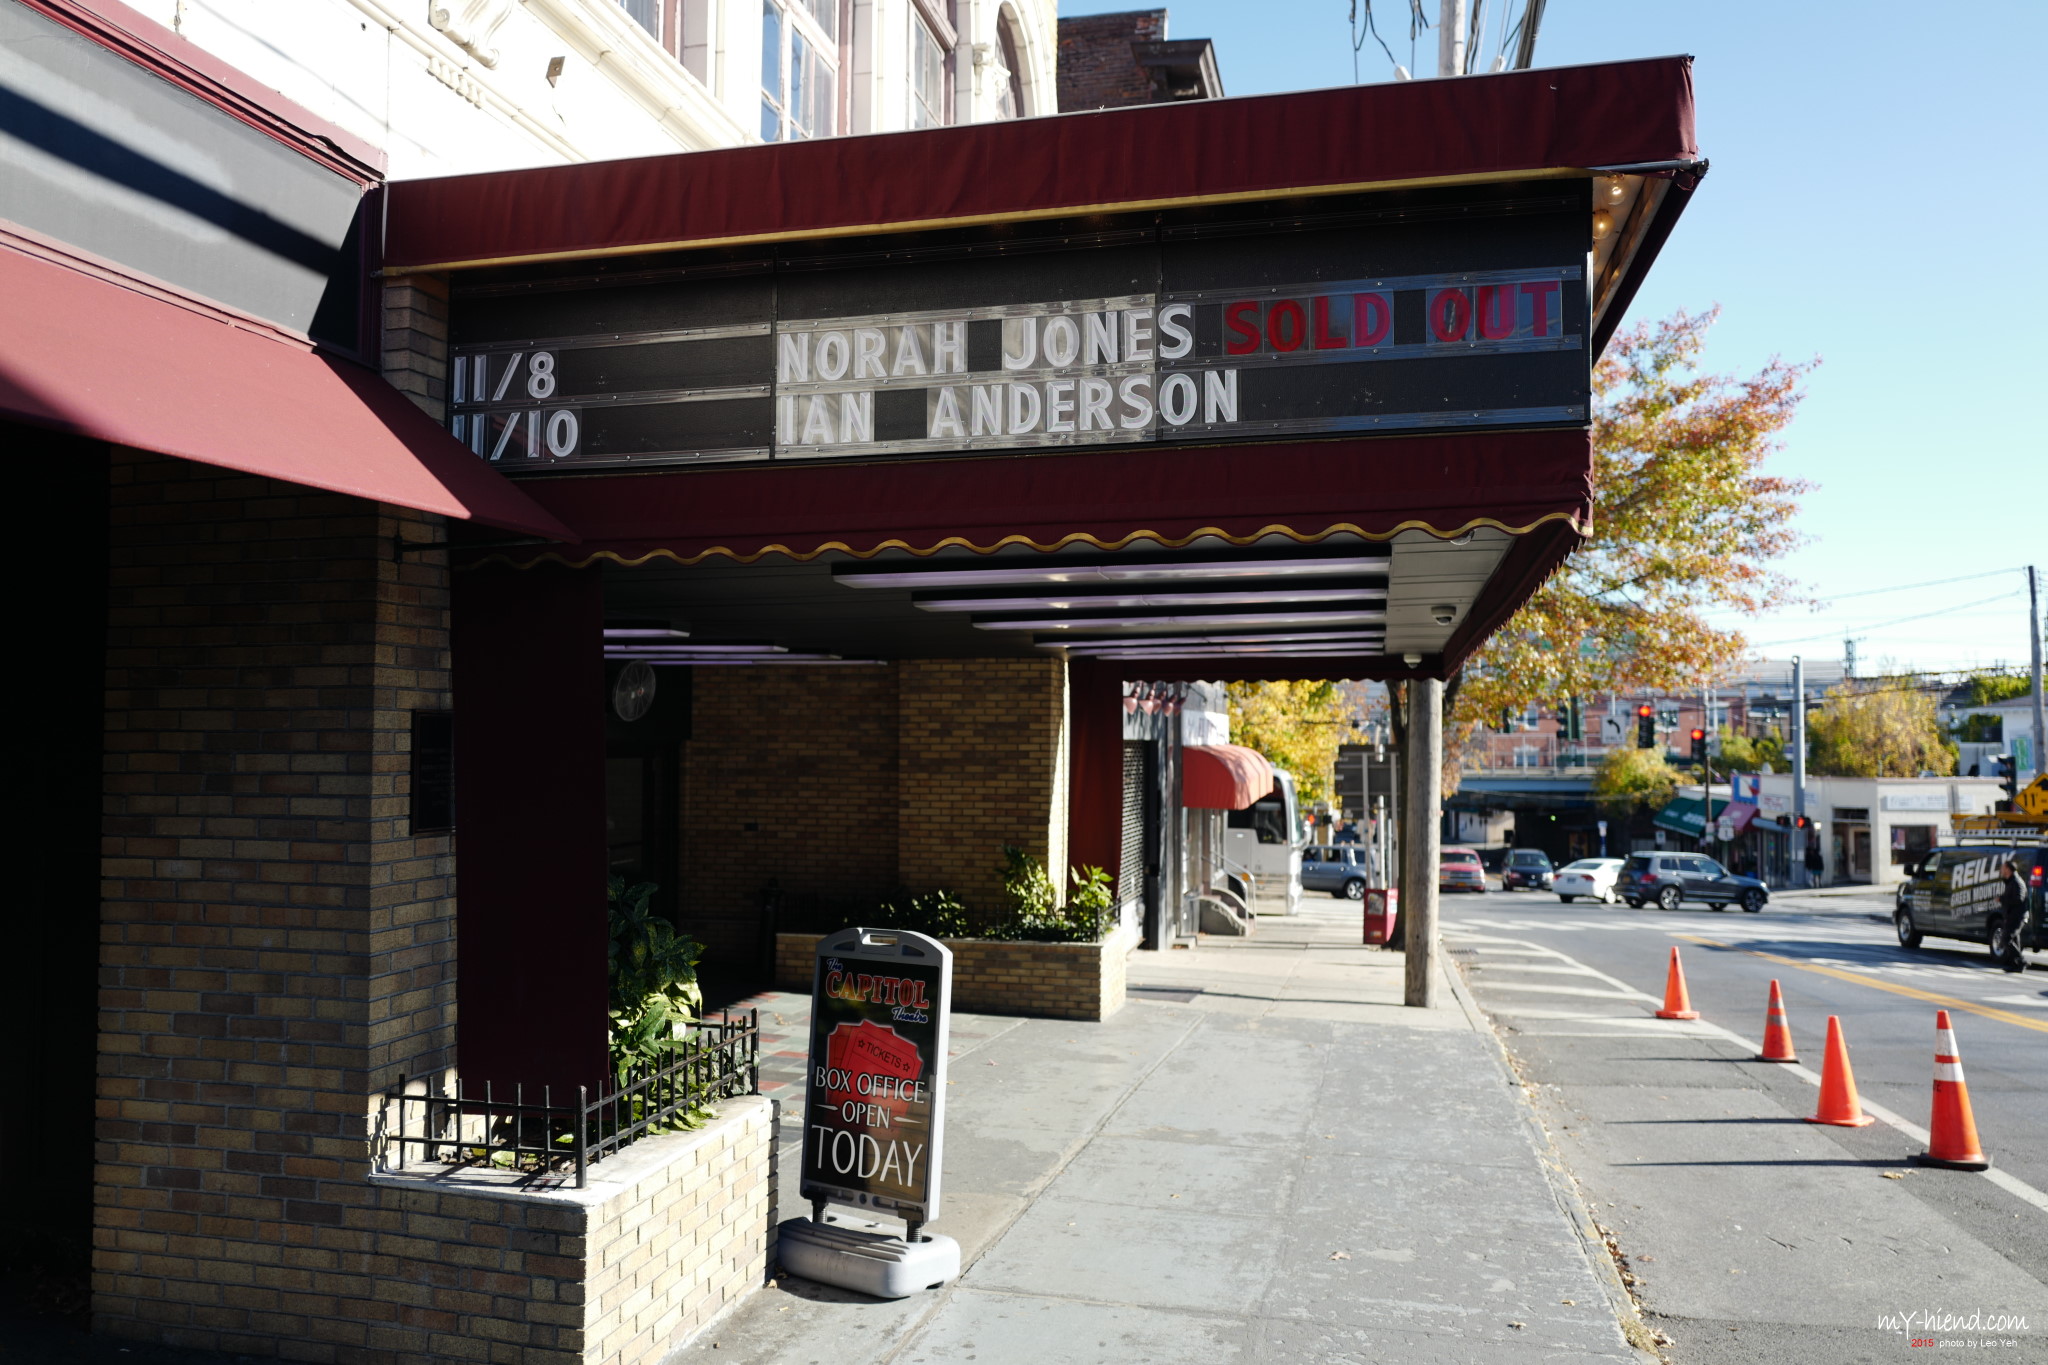 11/8 NORAH JONES SOLD OUT
11/10 IAN ANDERSON
The
CAPITOL
Theatre
TICKETS
BOX OFFICE
OPEN
TODAY
REILLY
GREEN MOUNTAIN
my-hiend.com
2015 photo by Leo Yeh